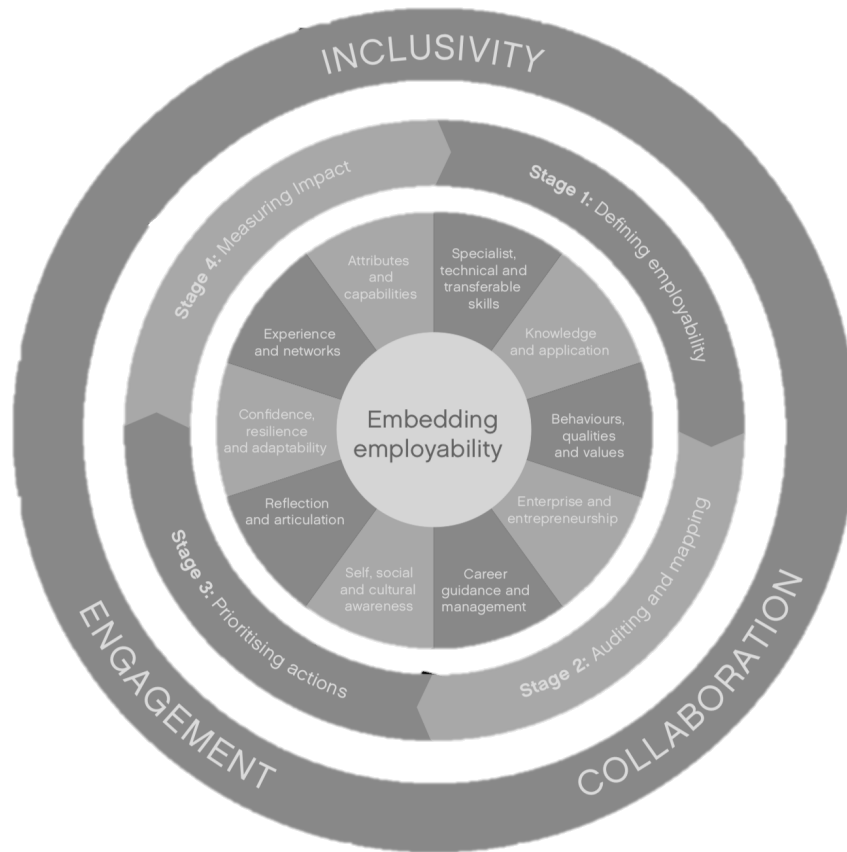 INCLUSIVITY
COLLABORATION
ENGAGEMENT
Stage 1: Defining employability
Stage 2: Auditing and mapping
Stage 3: Prioritising actions
Stage 4: Measuring Impact
Specialist,
technical and
transferable
skills
Knowledge
and application
Behaviours,
qualities
and values
Enterprise and
entrepreneurship
Career
guidance and
management
Self, social
and cultural
awareness
Reflection
and articulation
Confidence,
resilience
and adaptability
Experience
and networks
Attributes
and
capabilities
Embedding
employability